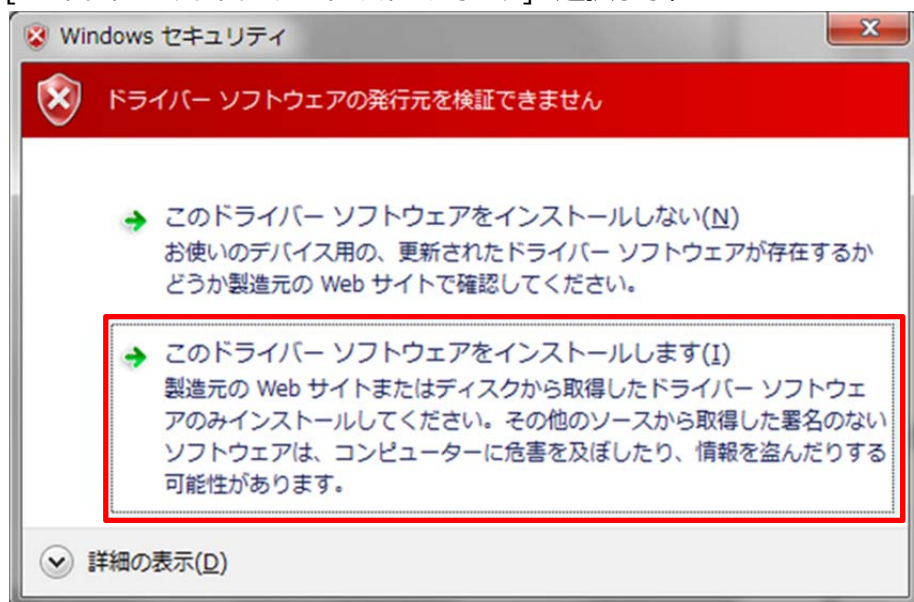 Windows セキュリティ
ドライバー ソフトウェアの発行元を検証できません
このドライバー ソフトウェアをインストールしない(N)
お使いのデバイス用の、更新されたドライバー ソフトウェアが存在するか
どうか製造元の Web サイトで確認してください。
このドライバー ソフトウェアをインストールします(I)
製造元の Web サイトまたはディスクから取得したドライバー ソフトウェ
アのみインストールしてください。その他のソースから取得した署名のない
ソフトウェアは、コンピューターに危害を及ぼしたり、情報を盗んだりする
可能性があります。
詳細の表示(D)